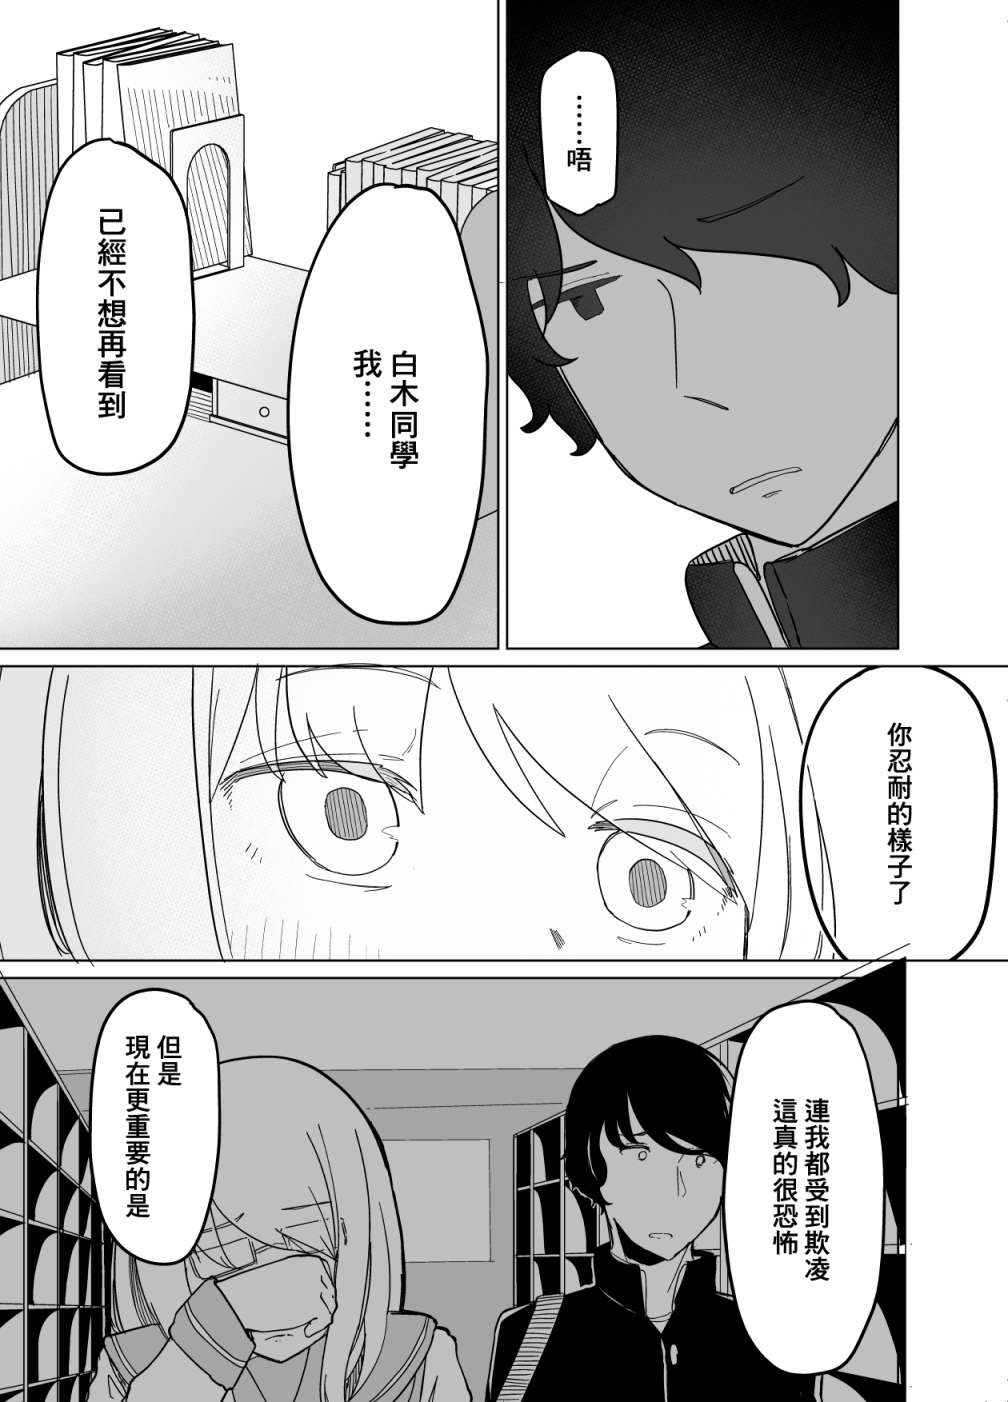 ……唔
白木同學
我……
已經不想再看到
你忍耐的樣子了
連我都受到欺凌
這真的很恐怖
但是
現在更重要的是